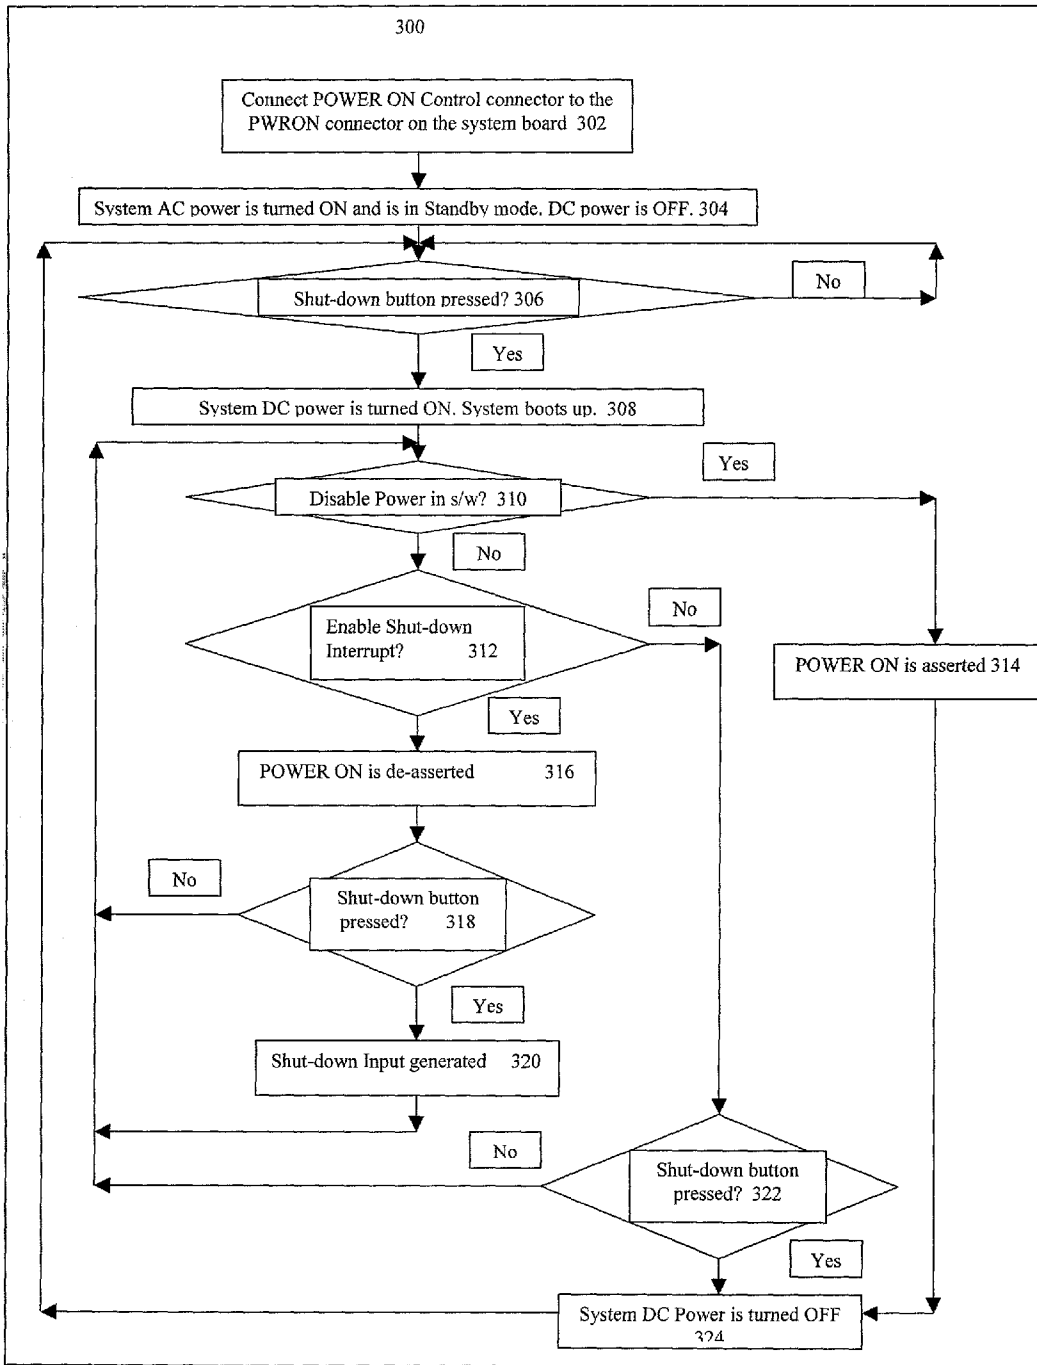 300
Connect POWER ON Control connector to the
PWRON connector on the system board 302
System AC power is turned ON and is in Standby mode. DC power is OFF. 304
No
Shut-down button pressed? 306
Yes
System DC power is turned ON. System boots up. 308
Yes
Disable Power in s/w? 310
No
No
Enable Shut-down
Interrupt? 312
POWER ON is asserted 314
Yes
POWER ON is de-asserted 316
No
Shut-down button
pressed? 318
Yes
Shut-down Input generated 320
No
Shut-down button
pressed? 322
Yes
System DC Power is turned OFF
324